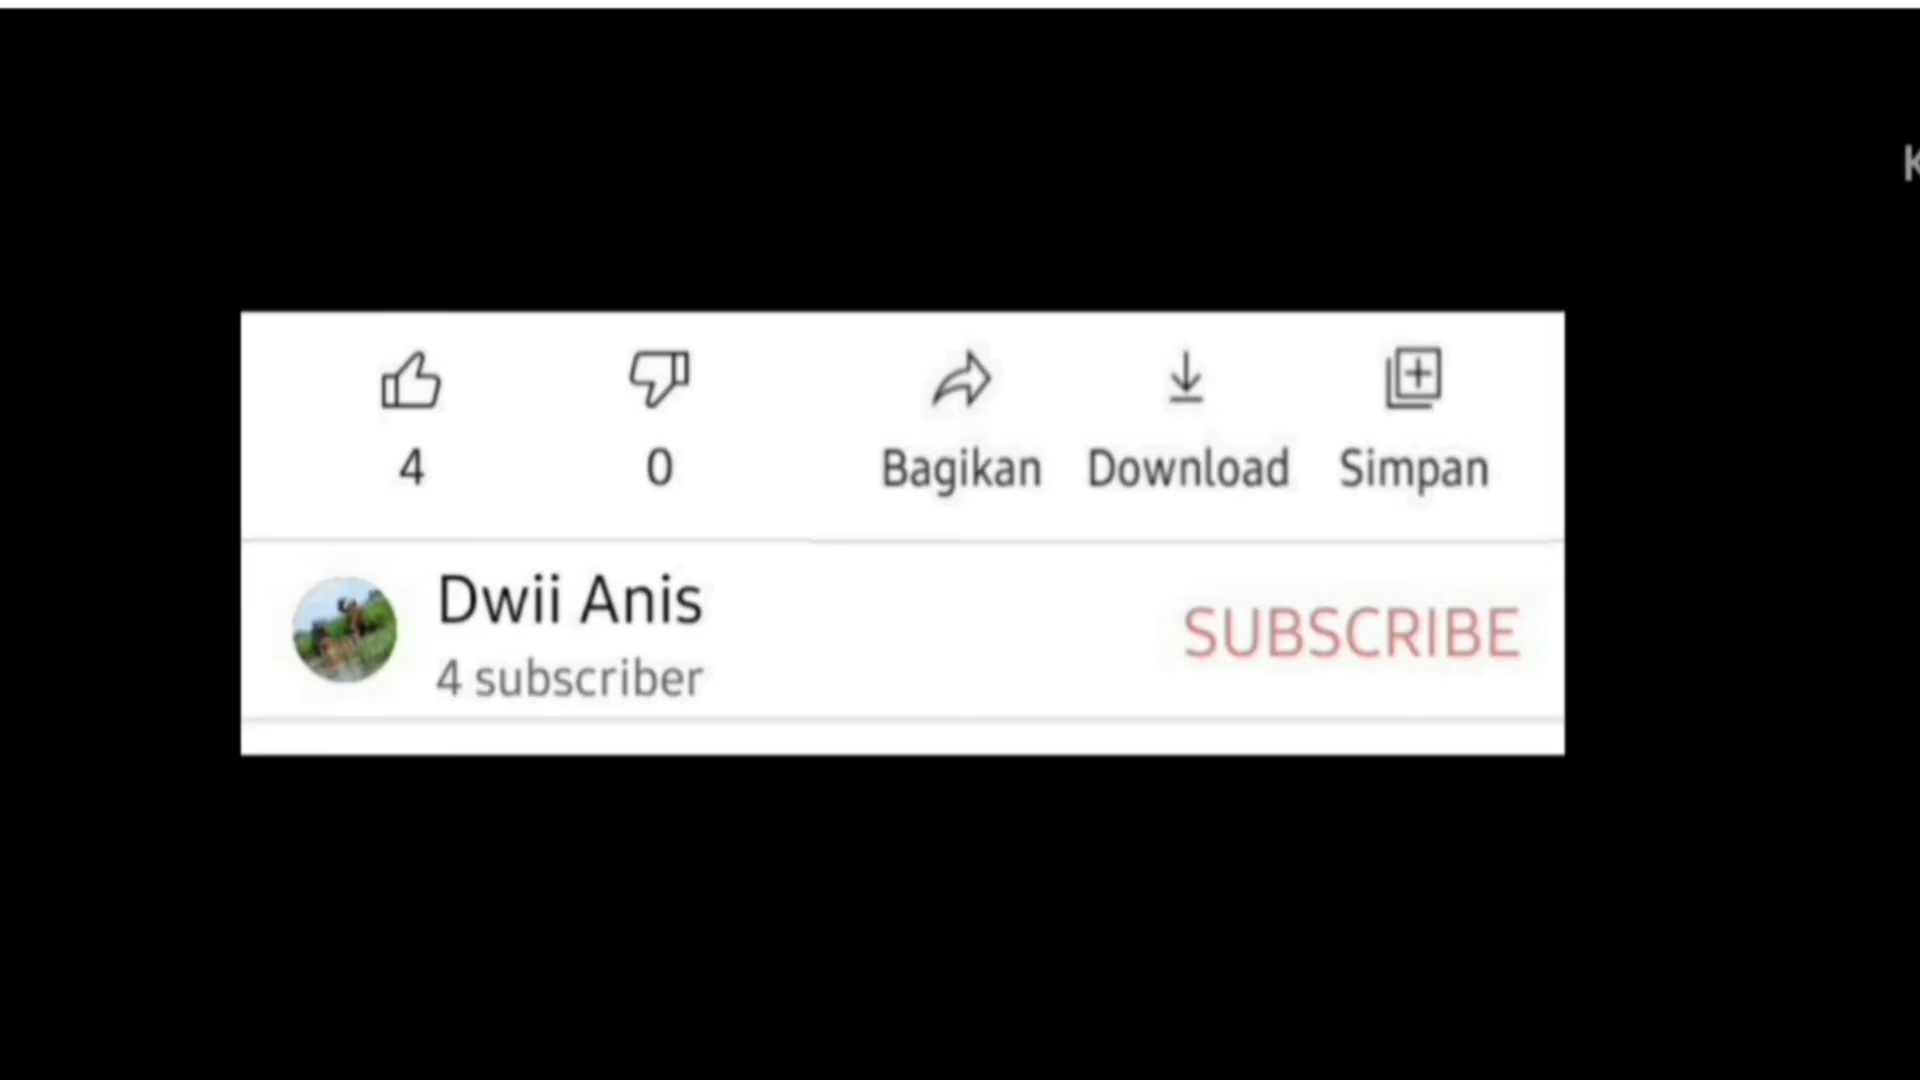 4 0 Bagikan Download Simpan
Dwii Anis
4 subscriber
SUBSCRIBE